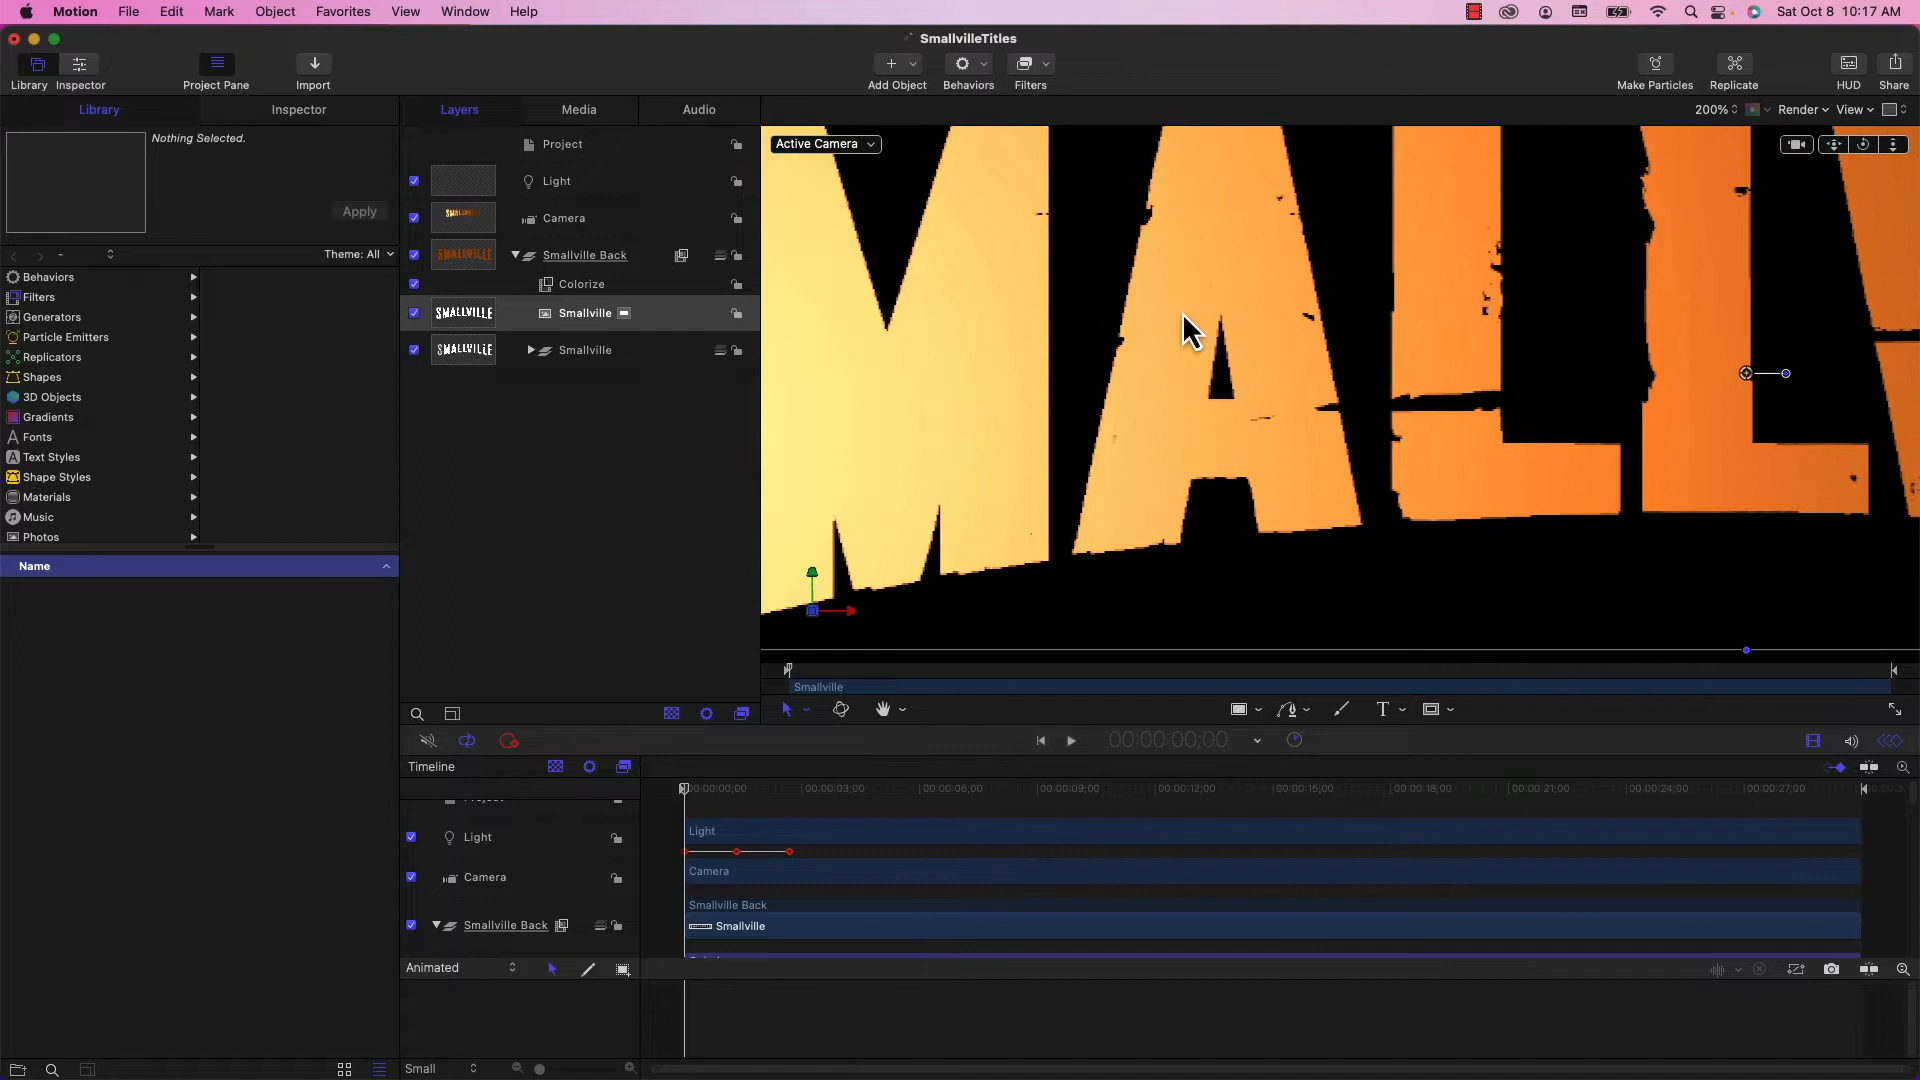 Motion File Edit Mark Object Favorites View Window Help Sat Oct 8 10:17 AM
SmallvilleTitles
Library Inspector Project Pane Import Add Object Behaviors Filters Make Particles Replicate HUD Share
Library Inspector Layers Media Audio 200% Render View
Nothing Selected.
Apply
Theme: All
Behaviors
Filters
Generators
Particle Emitters
Replicators
Shapes
3D Objects
Gradients
Fonts
Text Styles
Shape Styles
Materials
Music
Photos
Name
Project
Light
Camera
Smallville Back
Colorize
SMALLVILLE Smallville
SMALLVILLE Smallville
Active Camera
MALL
Smallville
T
00:00:00;00
Timeline
00:00:00;00 00:00:03;00 00:00:06;00 00:00:09;00 00:00:12;00 00:00:15;00 00:00:18;00 00:00:21;00 00:00:24;00 00:00:27;00
Light Light
Camera Camera
Smallville Back
Smallville Back Smallville
Animated
Small